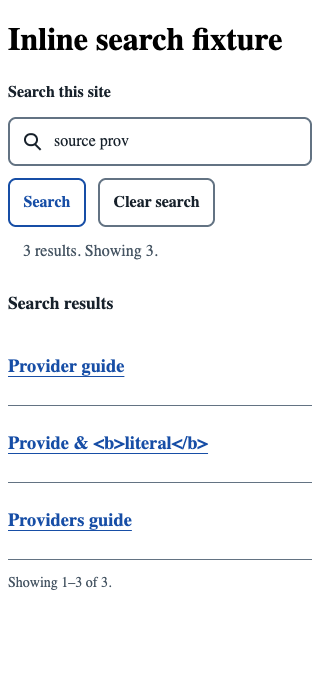 Inline search fixture
Search this site
source prov
Search
Clear search
3 results. Showing 3.
Search results
Provider guide
Provide & <b>literal</b>
Providers guide
Showing 1–3 of 3.